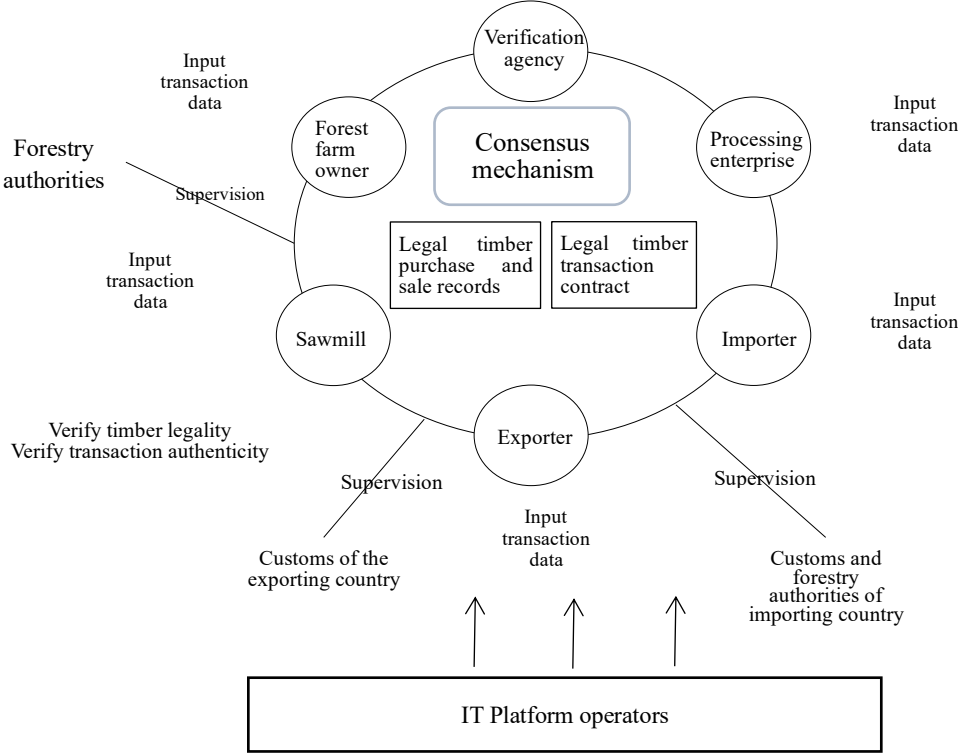 Verification
agency
Input
transaction
data
Forest
farm
owner
Consensus
mechanism
Processing
enterprise
Input
transaction
data
Forestry
authorities
Supervision
Legal timber
purchase and
sale records
Legal timber
transaction
contract
Input
transaction
data
Sawmill
Importer
Input
transaction
data
Verify timber legality
Verify transaction authenticity
Exporter
Supervision
Supervision
Input
transaction
data
Customs of the
exporting country
Customs and
forestry
authorities of
importing country
IT Platform operators